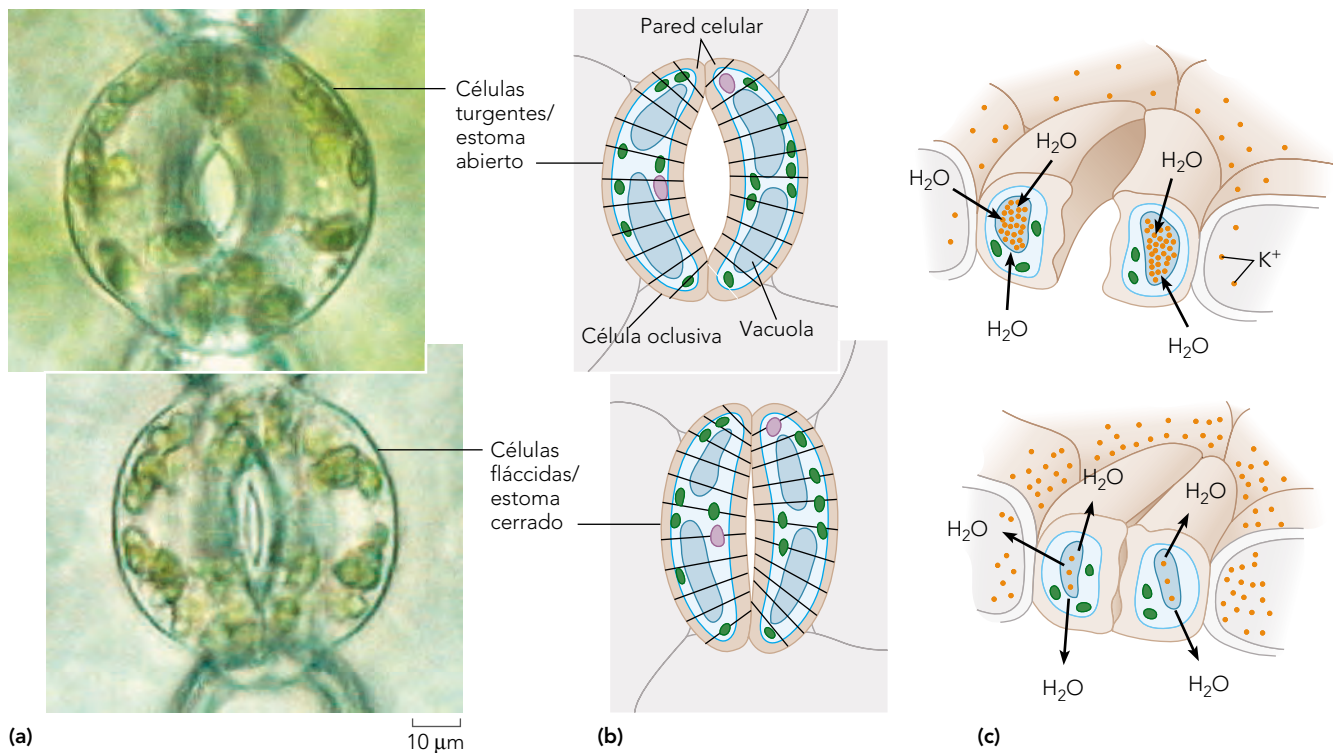 Células
turgentes/
estoma
abierto
Pared celular
Célula oclusiva
Vacuola
H₂O
H₂O
H₂O
H₂O
H₂O
K⁺
Células
fláccidas/
estoma
cerrado
H₂O
H₂O
H₂O
H₂O
H₂O
10 μm
(a)
(b)
(c)